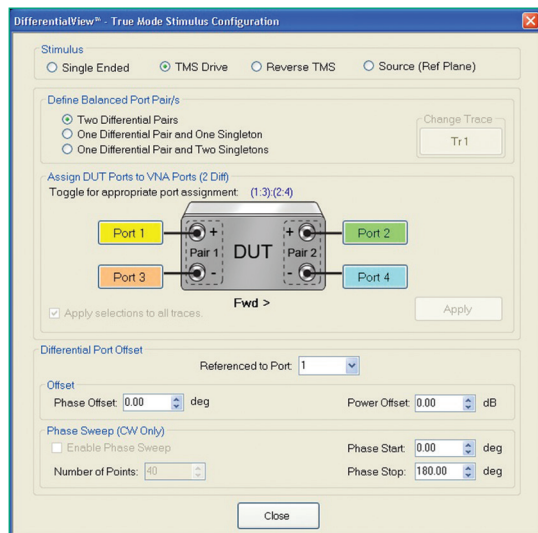 DifferentialView™ - True Mode Stimulus Configuration
Stimulus
Single Ended TMS Drive Reverse TMS Source (Ref Plane)
Define Balanced Port Pair/s
Two Differential Pairs
One Differential Pair and One Singleton
One Differential Pair and Two Singletons
Change Trace
Tr1
Assign DUT Ports to VNA Ports (2 Diff)
Toggle for appropriate port assignment: (1:3):(2:4)
Port 1 + + Port 2
Pair 1 DUT Pair 2
Port 3 - - Port 4
Fwd >
Apply selections to all traces.
Apply
Differential Port Offset
Referenced to Port: 1
Offset
Phase Offset: 0.00 deg Power Offset: 0.00 dB
Phase Sweep (CW Only)
Enable Phase Sweep Phase Start: 0.00 deg
Number of Points: 40 Phase Stop: 180.00 deg
Close